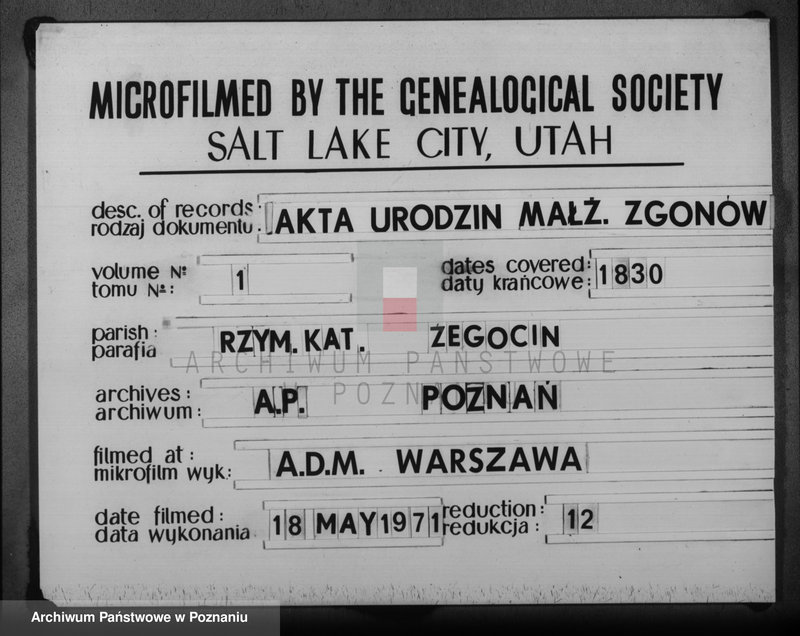 MICROFILMED BY THE GENEALOGICAL SOCIETY
SALT LAKE CITY, UTAH
desc. of records: AKTA URODZIN MAŁŻ. ZGONÓW
rodzaj dokumentu:
volume №: 1 dates covered: 1830
tomu №: daty krańcowe:
parish: RZYM. KAT. ŻEGOCIN
parafia
ARCHIWUM PAŃSTWOWE
W POZNANIU
archives: A.P. POZNAŃ
archiwum:
filmed at: A.D.M. WARSZAWA
mikrofilm wyk.:
date filmed: 18 MAY 1971 reduction: 12
data wykonania redukcja:
Archiwum Państwowe w Poznaniu